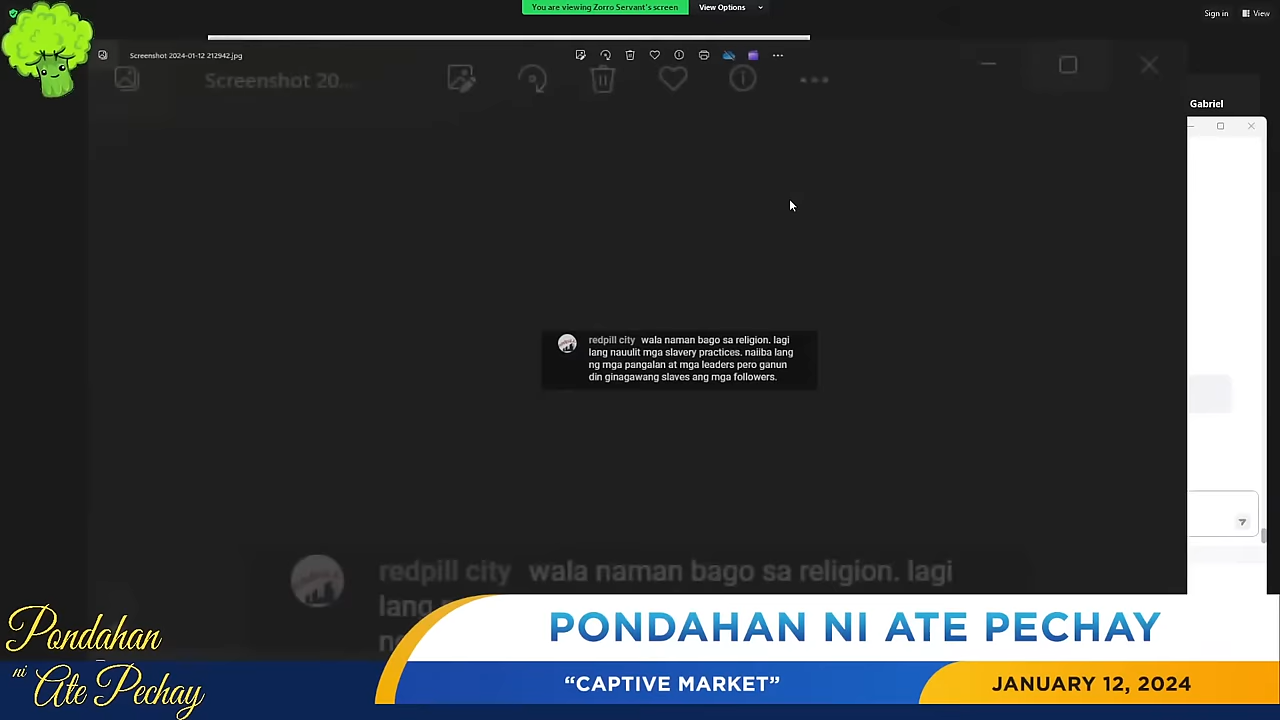 You are viewing Zorro Servant's screen
View Options
Sign in
View
Screenshot 2024-01-12 212942.jpg
Screenshot 20...
Gabriel
redpill city wala naman bago sa religion. lagi
lang nauulit mga slavery practices. naiiba lang
ng mga pangalan at mga leaders pero ganun
din ginagawang slaves ang mga followers.
redpill city wala naman bago sa religion. lagi
lang
Pondahan
ni Ate Pechay
PONDAHAN NI ATE PECHAY
“CAPTIVE MARKET”
JANUARY 12, 2024